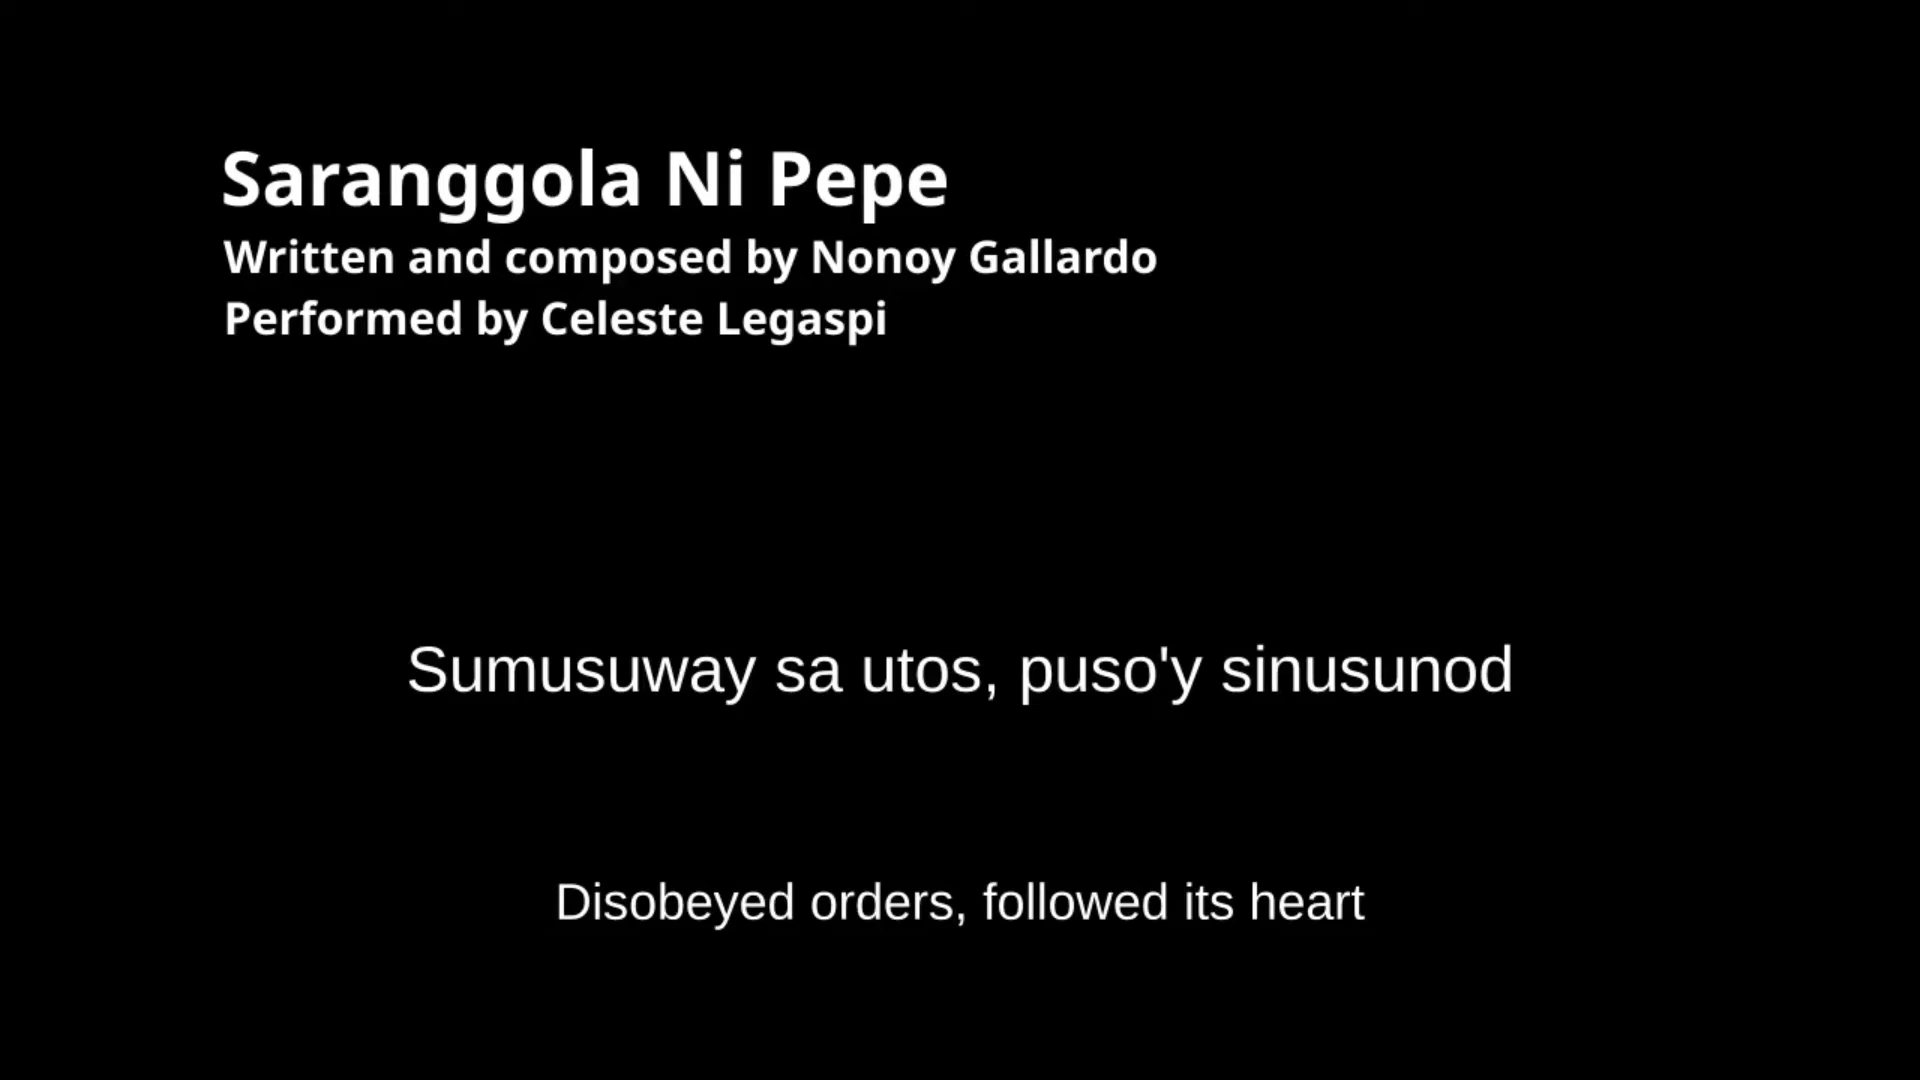 Saranggola Ni Pepe
Written and composed by Nonoy Gallardo
Performed by Celeste Legaspi
Sumusuway sa utos, puso'y sinusunod
Disobeyed orders, followed its heart